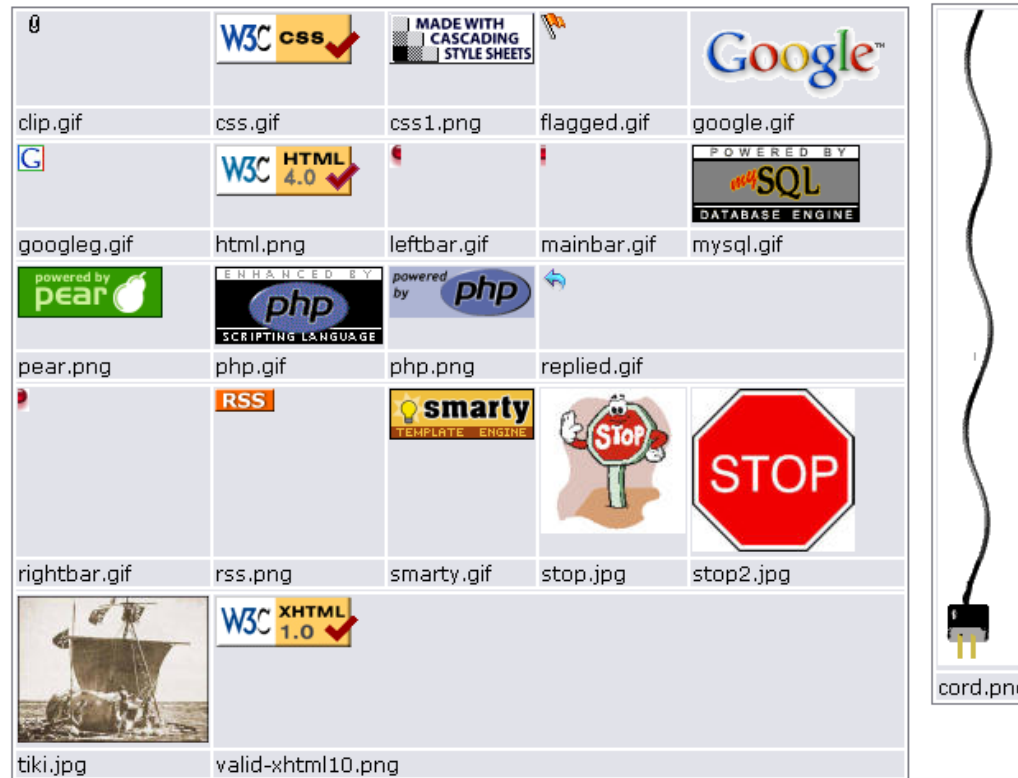 W3C css
MADE WITH
CASCADING
STYLE SHEETS
Google™
clip.gif
css.gif
css1.png
flagged.gif
google.gif
G
W3C HTML
4.0
POWERED BY
mySQL
DATABASE ENGINE
googleg.gif
html.png
leftbar.gif
mainbar.gif
mysql.gif
powered by
pear
ENHANCED BY
php
SCRIPTING LANGUAGE
powered
by
php
pear.png
php.gif
php.png
replied.gif
RSS
smarty
TEMPLATE ENGINE
STOP
STOP
rightbar.gif
rss.png
smarty.gif
stop.jpg
stop2.jpg
W3C XHTML
1.0
tiki.jpg
valid-xhtml10.png